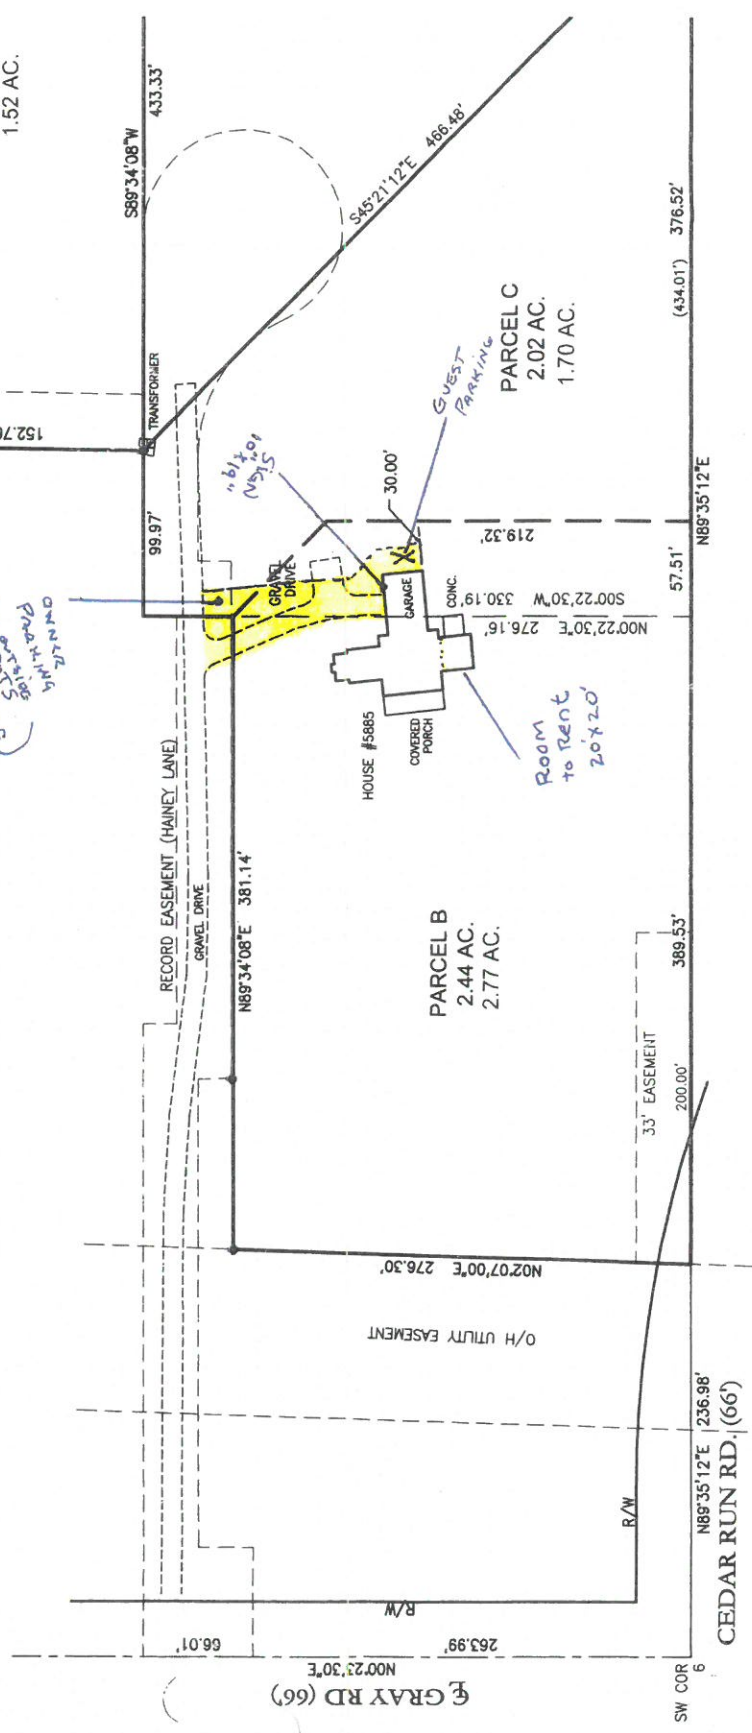 1.52 AC.
S89°34'08"W
433.33'
152.76
TRANSFORMER
99.97'
S45°21'12"E 466.48'
PARCEL C
2.02 AC.
1.70 AC.
GUEST
PARKING
SIGN
10"x19"
30.00'
(434.01') 376.52'
N89°35'12"E
219.32'
57.51'
OWNER
PARKING
GRAVEL
DRIVE
GARAGE
CONC.
S00°22'30"W 330.19'
N00°22'30"E 276.16'
HOUSE #5885
COVERED
PORCH
ROOM
to Rent
20'x20'
RECORD EASEMENT (HAINEY LANE)
GRAVEL DRIVE
N89°34'08"E 381.14'
PARCEL B
2.44 AC.
2.77 AC.
389.53'
33' EASEMENT
200.00'
N02°07'00"E 276.30'
O/H UTILITY EASEMENT
R/W
R/W
N89°35'12"E 236.98'
CEDAR RUN RD. (66')
66.01'
263.99'
N00°23'30"E
℄ GRAY RD (66')
SW COR
6